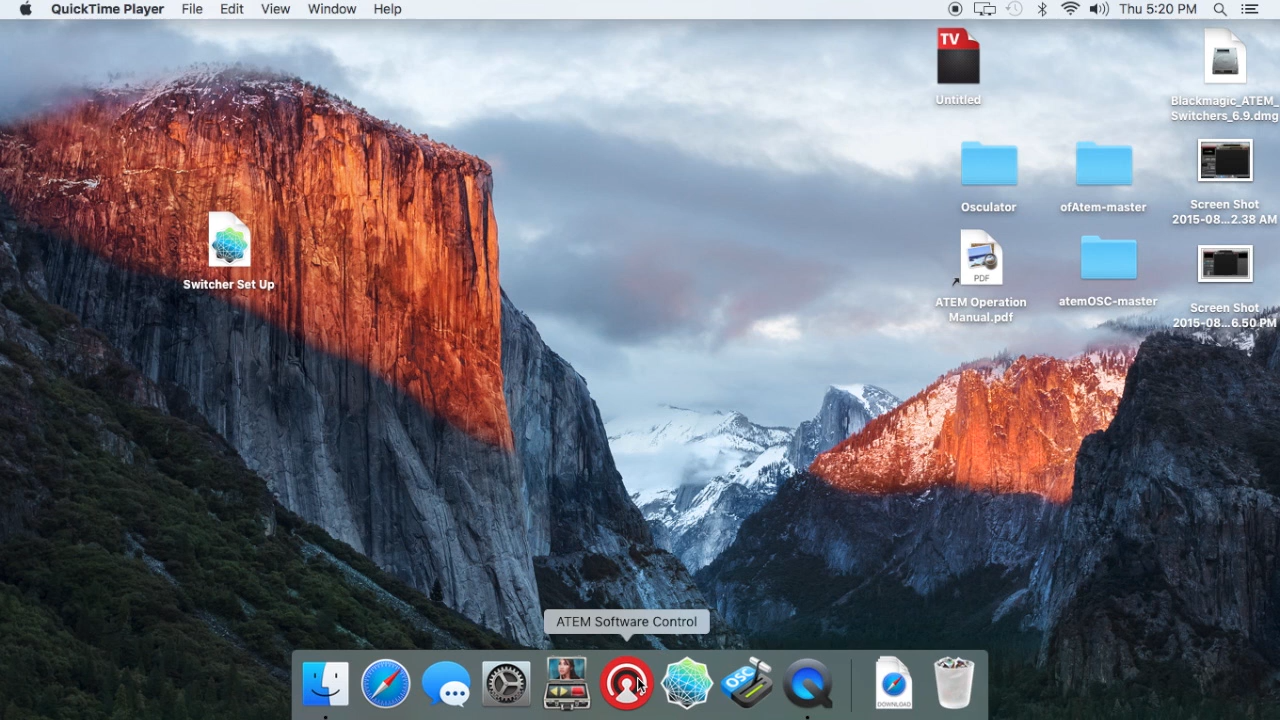 QuickTime Player File Edit View Window Help Thu 5:20 PM
TV
Untitled
Blackmagic_ATEM_
Switchers_6.9.dmg
Osculator
ofAtem-master
Screen Shot
2015-08...2.38 AM
Switcher Set Up
PDF
ATEM Operation
Manual.pdf
atemOSC-master
Screen Shot
2015-08...6.50 PM
ATEM Software Control
OSC
DOWNLOAD